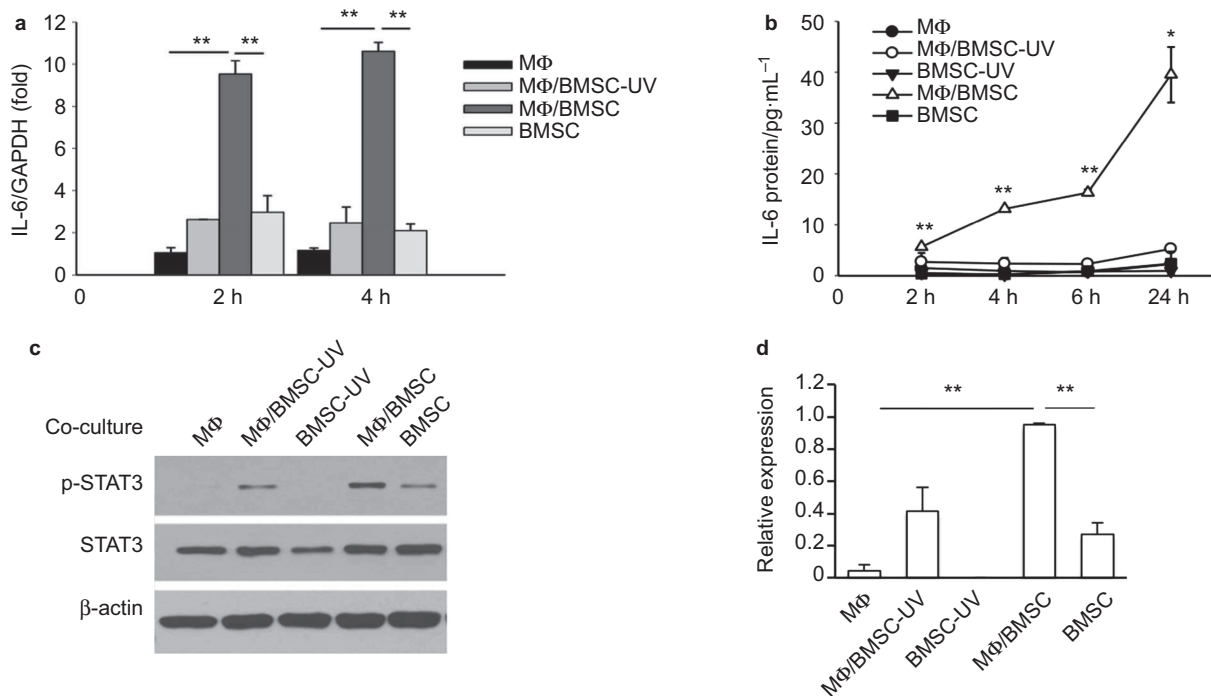 a
IL-6/GAPDH (fold)
12
10
8
6
4
2
0
** **
** **
0 2 h 4 h
MΦ
MΦ/BMSC-UV
MΦ/BMSC
BMSC
b
IL-6 protein/pg·mL⁻¹
50
40
30
20
10
0
MΦ
MΦ/BMSC-UV
BMSC-UV
MΦ/BMSC
BMSC
*
**
**
**
0 2 h 4 h 6 h 24 h
c
Co-culture
MΦ
MΦ/BMSC-UV
BMSC-UV
MΦ/BMSC
BMSC
p-STAT3
STAT3
β-actin
d
Relative expression
1.2
1.0
0.8
0.6
0.4
0.2
0
** **
MΦ
MΦ/BMSC-UV
BMSC-UV
MΦ/BMSC
BMSC